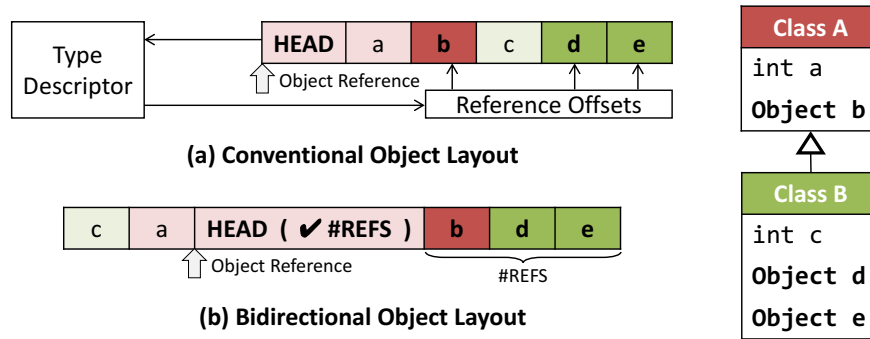 Type
Descriptor
HEAD a b c d e
Object Reference
Reference Offsets
(a) Conventional Object Layout
c a HEAD ( ✔ #REFS ) b d e
Object Reference
#REFS
(b) Bidirectional Object Layout
Class A
int a
Object b
Class B
int c
Object d
Object e